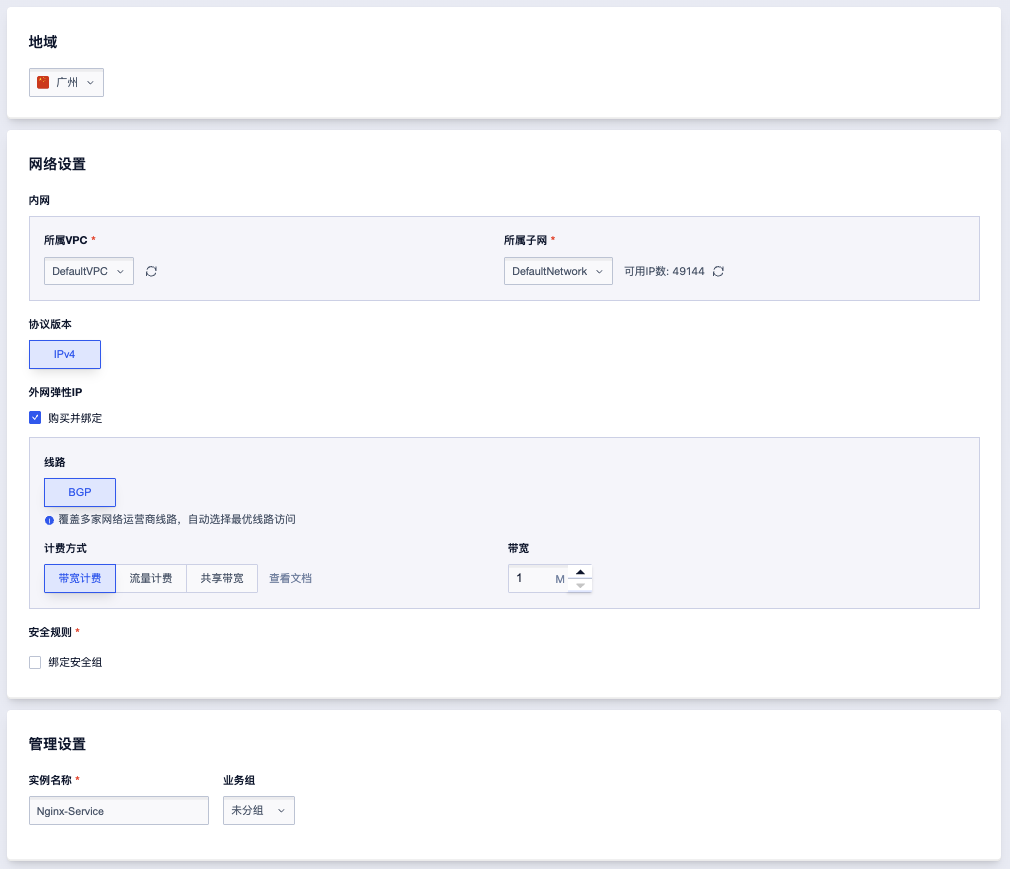 地域
广州
网络设置
内网
所属VPC * 所属子网 *
DefaultVPC DefaultNetwork 可用IP数: 49144
协议版本
IPv4
外网弹性IP
购买并绑定
线路
BGP
覆盖多家网络运营商线路，自动选择最优线路访问
计费方式 带宽
带宽计费 流量计费 共享带宽 查看文档 1 M
安全规则 *
绑定安全组
管理设置
实例名称 * 业务组
Nginx-Service 未分组